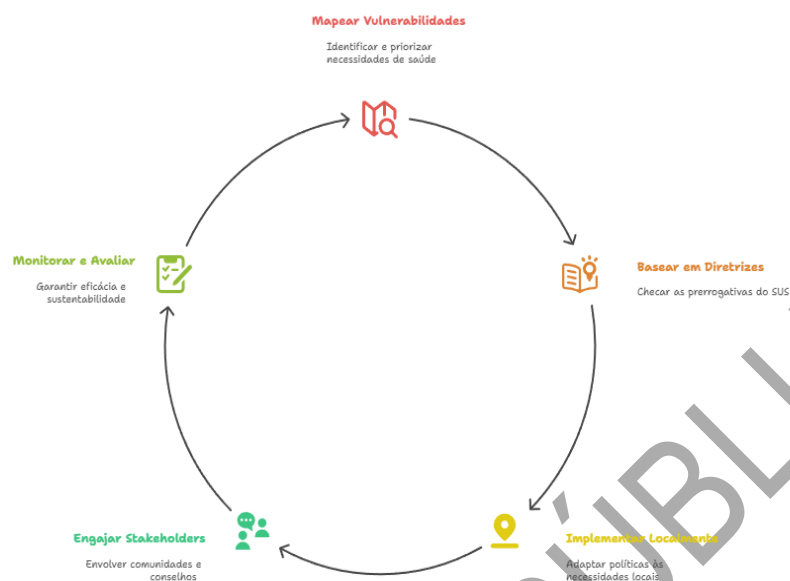 Mapear Vulnerabilidades
Identificar e priorizar
necessidades de saúde
Basear em Diretrizes
Checar as prerrogativas do SUS
Implementar Localmente
Adaptar políticas às
necessidades locais
Engajar Stakeholders
Envolver comunidades e
conselhos
Monitorar e Avaliar
Garantir eficácia e
sustentabilidade
ÚBLI